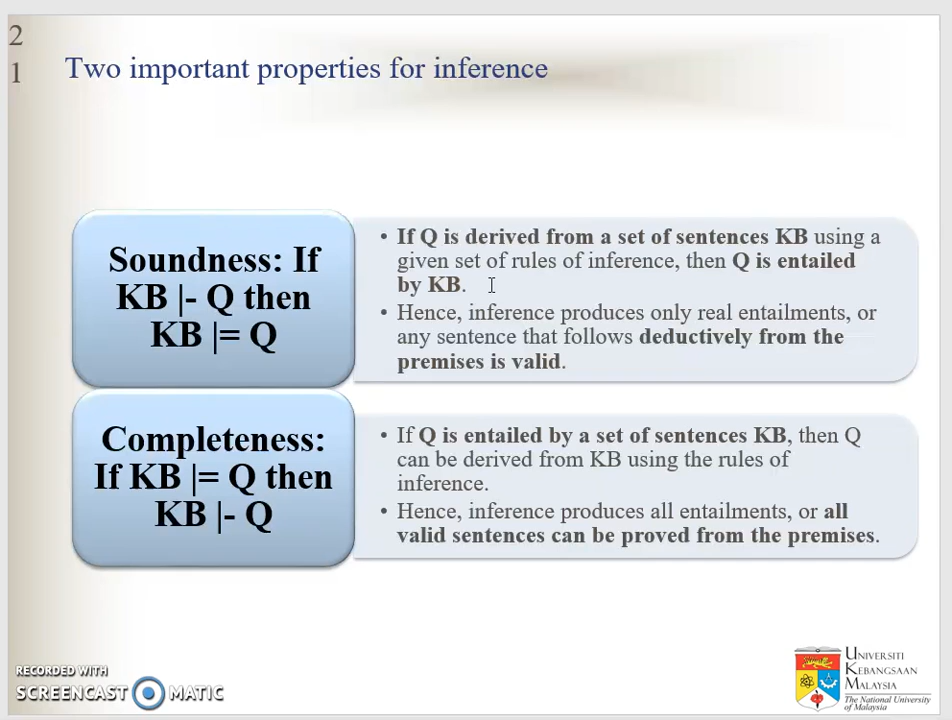 2
1
Two important properties for inference
Soundness: If
KB |- Q then
KB |= Q
• If Q is derived from a set of sentences KB using a
given set of rules of inference, then Q is entailed
by KB.
• Hence, inference produces only real entailments, or
any sentence that follows deductively from the
premises is valid.
Completeness:
If KB |= Q then
KB |- Q
• If Q is entailed by a set of sentences KB, then Q
can be derived from KB using the rules of
inference.
• Hence, inference produces all entailments, or all
valid sentences can be proved from the premises.
RECORDED WITH
SCREENCAST MATIC
UNIVERSITI
KEBANGSAAN
MALAYSIA
The National University
of Malaysia